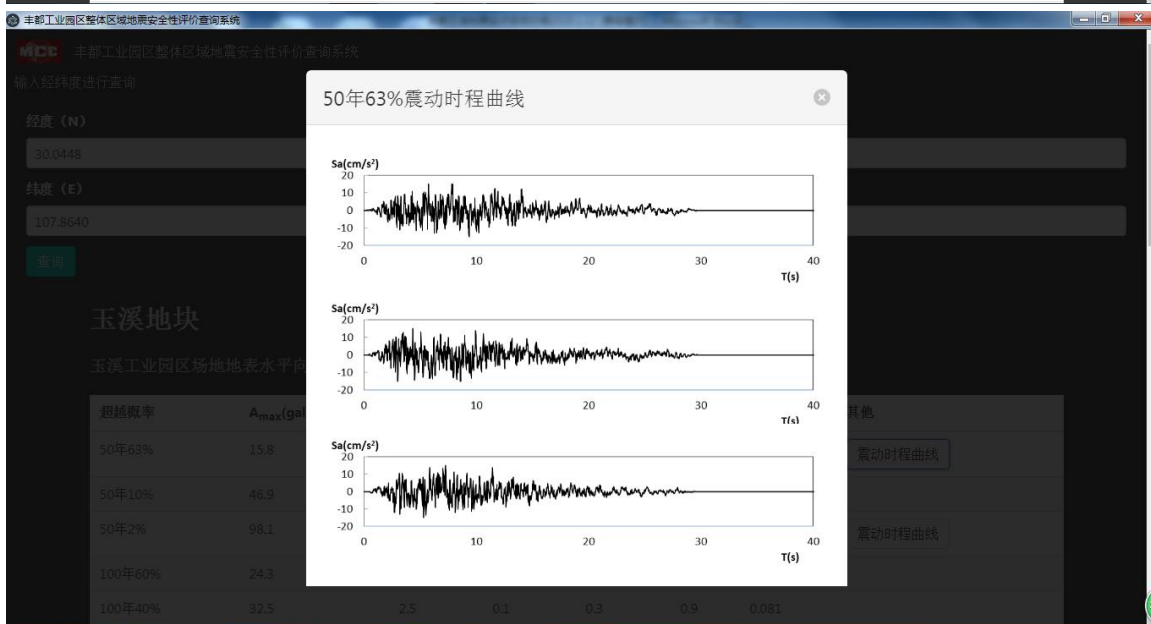 丰都工业园区整体区域地震安全性评价查询系统
MCC 丰都工业园区整体区域地震安全性评价查询系统
输入经纬度进行查询
经度（N）
30.0448
纬度（E）
107.8640
查询
50年63%震动时程曲线
Sa(cm/s²)
20
10
0
-10
-20
0 10 20 30 40
T(s)
Sa(cm/s²)
20
10
0
-10
-20
0 10 20 30 40
T(s)
Sa(cm/s²)
20
10
0
-10
-20
0 10 20 30 40
T(s)
玉溪地块
玉溪工业园区场地地表水平向
超越概率 Amax(gal 其他
50年63% 15.8 震动时程曲线
50年10% 46.9
50年2% 98.1 震动时程曲线
100年60% 24.3
100年40% 32.5 2.5 0.1 0.3 0.9 0.081